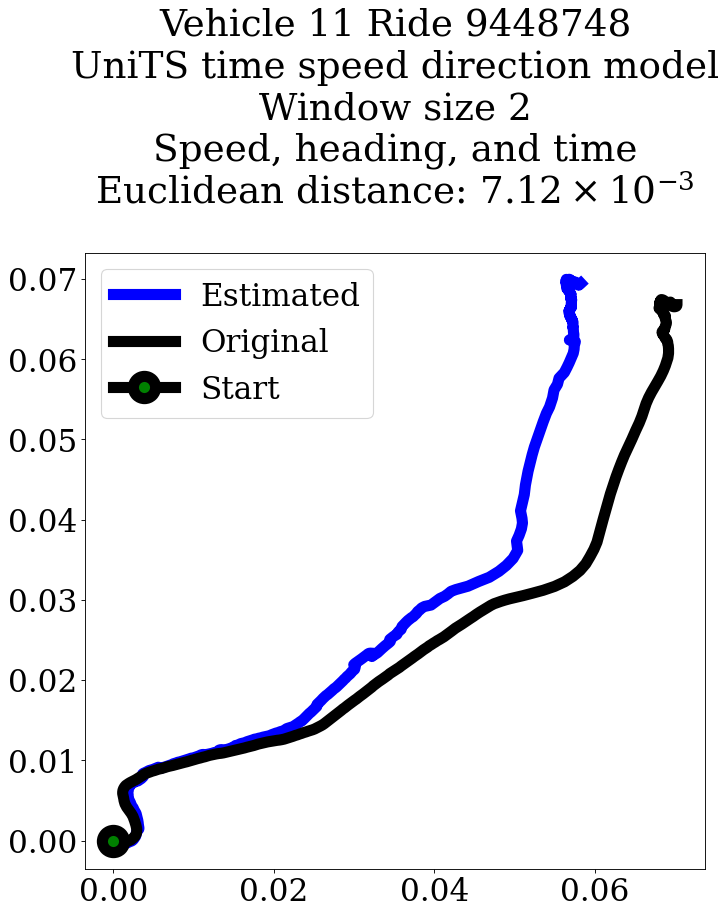 Vehicle 11 Ride 9448748
UniTS time speed direction model
Window size 2
Speed, heading, and time
Euclidean distance: 7.12 × 10⁻³
Estimated
Original
Start
0.07
0.06
0.05
0.04
0.03
0.02
0.01
0.00
0.00 0.02 0.04 0.06